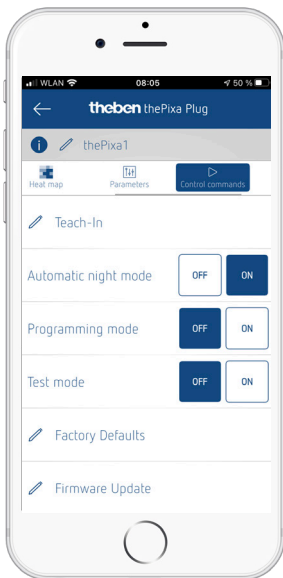 WLAN 08:05 50 %
theben thePixa Plug
i thePixa1
Heat map Parameters Control commands
Teach-In
Automatic night mode OFF ON
Programming mode OFF ON
Test mode OFF ON
Factory Defaults
Firmware Update